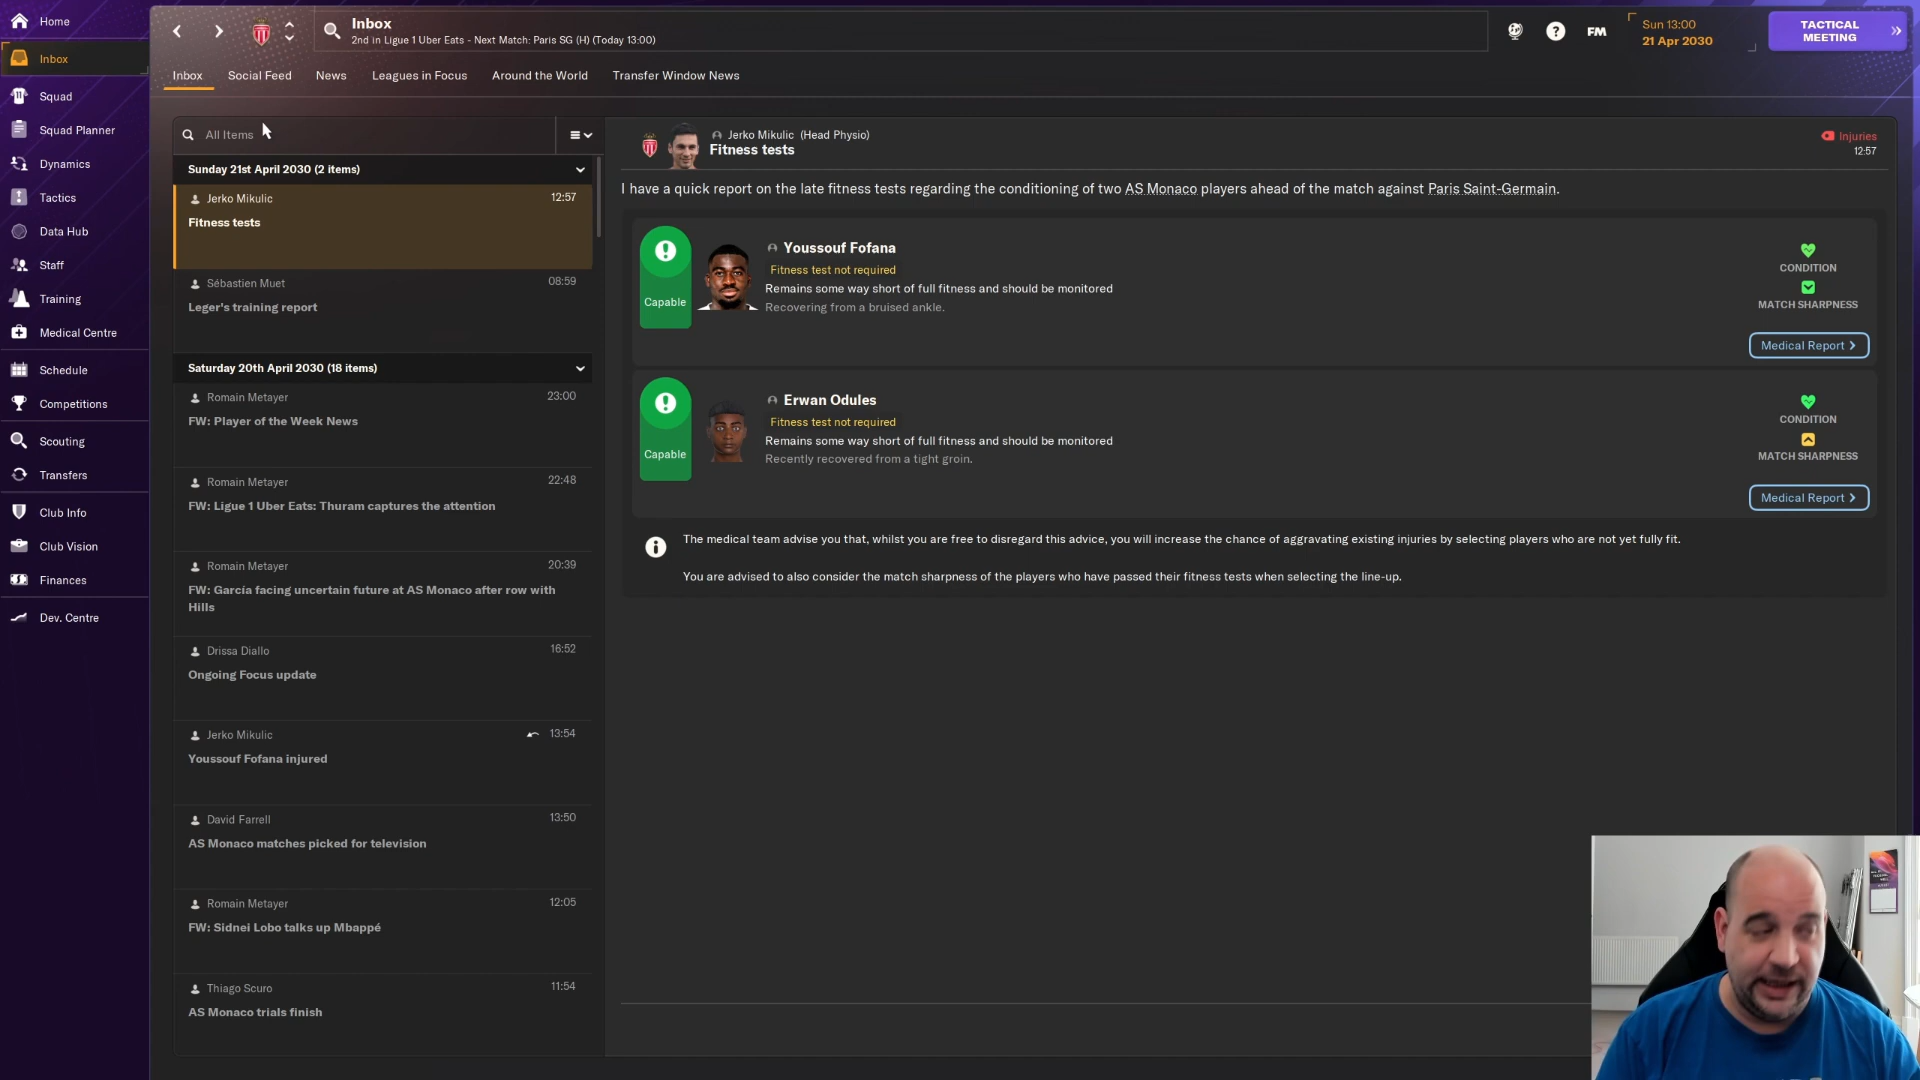 Home
Inbox
Squad
Squad Planner
Dynamics
Tactics
Data Hub
Staff
Training
Medical Centre
Schedule
Competitions
Scouting
Transfers
Club Info
Club Vision
Finances
Dev. Centre
Inbox
2nd in Ligue 1 Uber Eats - Next Match: Paris SG (H) (Today 13:00)
FM
Sun 13:00
21 Apr 2030
TACTICAL
MEETING
Inbox Social Feed News Leagues in Focus Around the World Transfer Window News
All Items
Sunday 21st April 2030 (2 items)
Jerko Mikulic 12:57
Fitness tests
Sébastien Muet 08:59
Leger's training report
Saturday 20th April 2030 (18 items)
Romain Metayer 23:00
FW: Player of the Week News
Romain Metayer 22:48
FW: Ligue 1 Uber Eats: Thuram captures the attention
Romain Metayer 20:39
FW: García facing uncertain future at AS Monaco after row with
Hills
Drissa Diallo 16:52
Ongoing Focus update
Jerko Mikulic 13:54
Youssouf Fofana injured
David Farrell 13:50
AS Monaco matches picked for television
Romain Metayer 12:05
FW: Sidnei Lobo talks up Mbappé
Thiago Scuro 11:54
AS Monaco trials finish
Jerko Mikulic (Head Physio)
Fitness tests
Injuries
12:57
I have a quick report on the late fitness tests regarding the conditioning of two AS Monaco players ahead of the match against Paris Saint-Germain.
Capable
Youssouf Fofana
Fitness test not required
Remains some way short of full fitness and should be monitored
Recovering from a bruised ankle.
CONDITION
MATCH SHARPNESS
Medical Report
Capable
Erwan Odules
Fitness test not required
Remains some way short of full fitness and should be monitored
Recently recovered from a tight groin.
CONDITION
MATCH SHARPNESS
Medical Report
The medical team advise you that, whilst you are free to disregard this advice, you will increase the chance of aggravating existing injuries by selecting players who are not yet fully fit.
You are advised to also consider the match sharpness of the players who have passed their fitness tests when selecting the line-up.